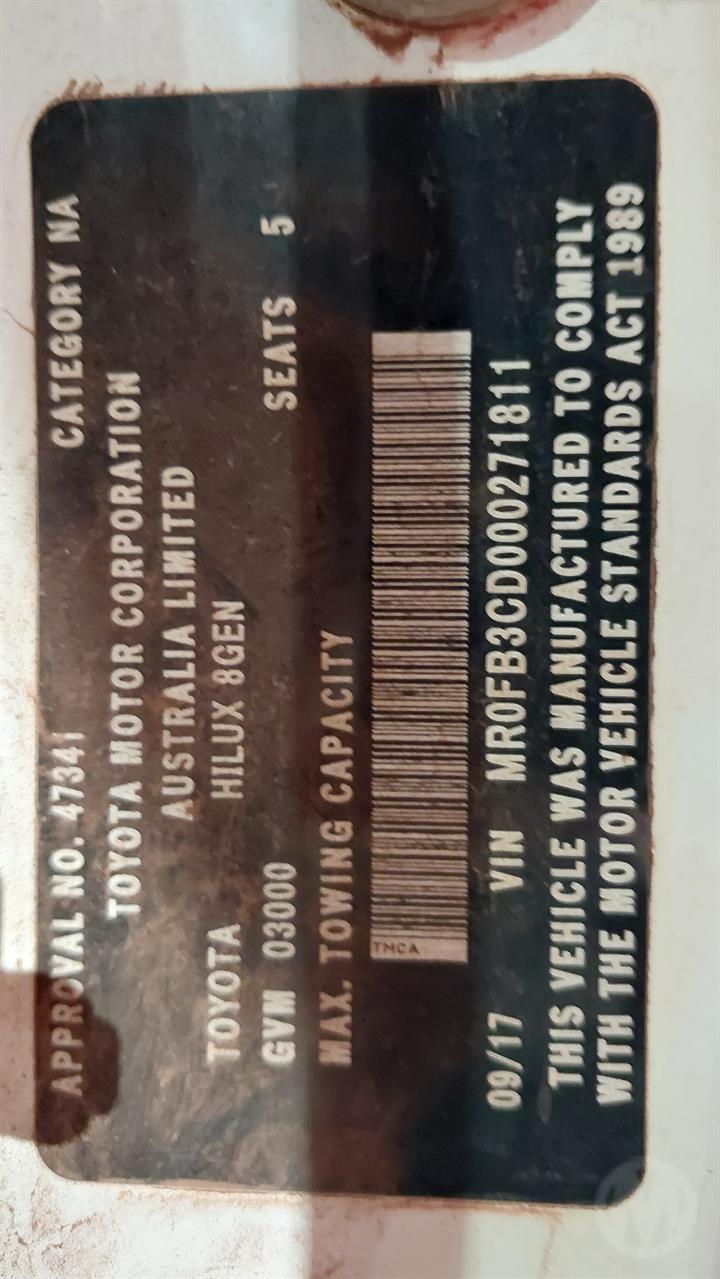 APPROVAL NO. 47341 CATEGORY NA
TOYOTA MOTOR CORPORATION
AUSTRALIA LIMITED
TOYOTA HILUX 8GEN
GVM 03000 SEATS 5
MAX. TOWING CAPACITY
TMCA
09/17 VIN MR0FB3CD000271811
THIS VEHICLE WAS MANUFACTURED TO COMPLY
WITH THE MOTOR VEHICLE STANDARDS ACT 1989